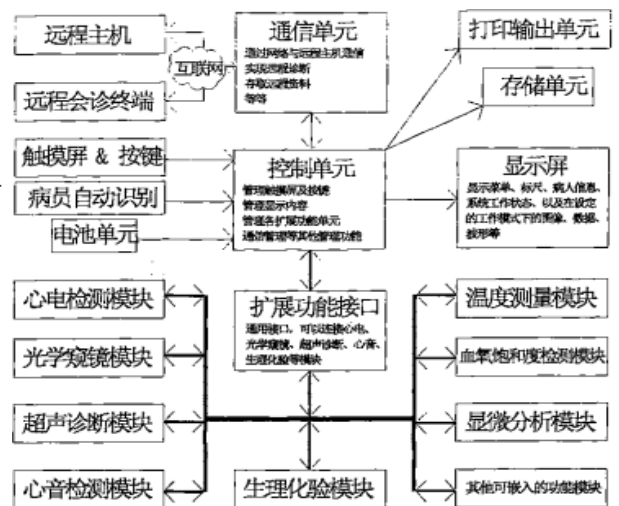 远程主机
互联网
远程会诊终端
通信单元
通过网络与远程主机通信
实现远程诊断
存取远程资料
等等
打印输出单元
存储单元
触摸屏 & 按键
病员自动识别
电池单元
控制单元
管理触摸屏及按键
管理显示内容
管理各扩展功能单元
通信管理等其他管理功能
显示屏
显示菜单、标尺、病人信息、
系统工作状态、以及在设定
的工作模式下的图像、数据、
波形等
扩展功能接口
通用接口，可以连接心电、
光学窥镜、超声诊断、心音、
生理化验等模块
心电检测模块
光学窥镜模块
超声诊断模块
心音检测模块
生理化验模块
温度测量模块
血氧饱和度检测模块
显微分析模块
其他可嵌入的功能模块